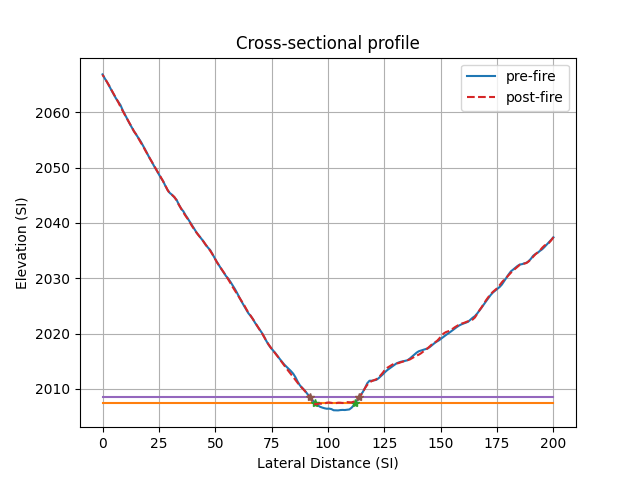 Cross-sectional profile
pre-fire
post-fire
2060
2050
2040
2030
2020
2010
Elevation (SI)
0 25 50 75 100 125 150 175 200
Lateral Distance (SI)